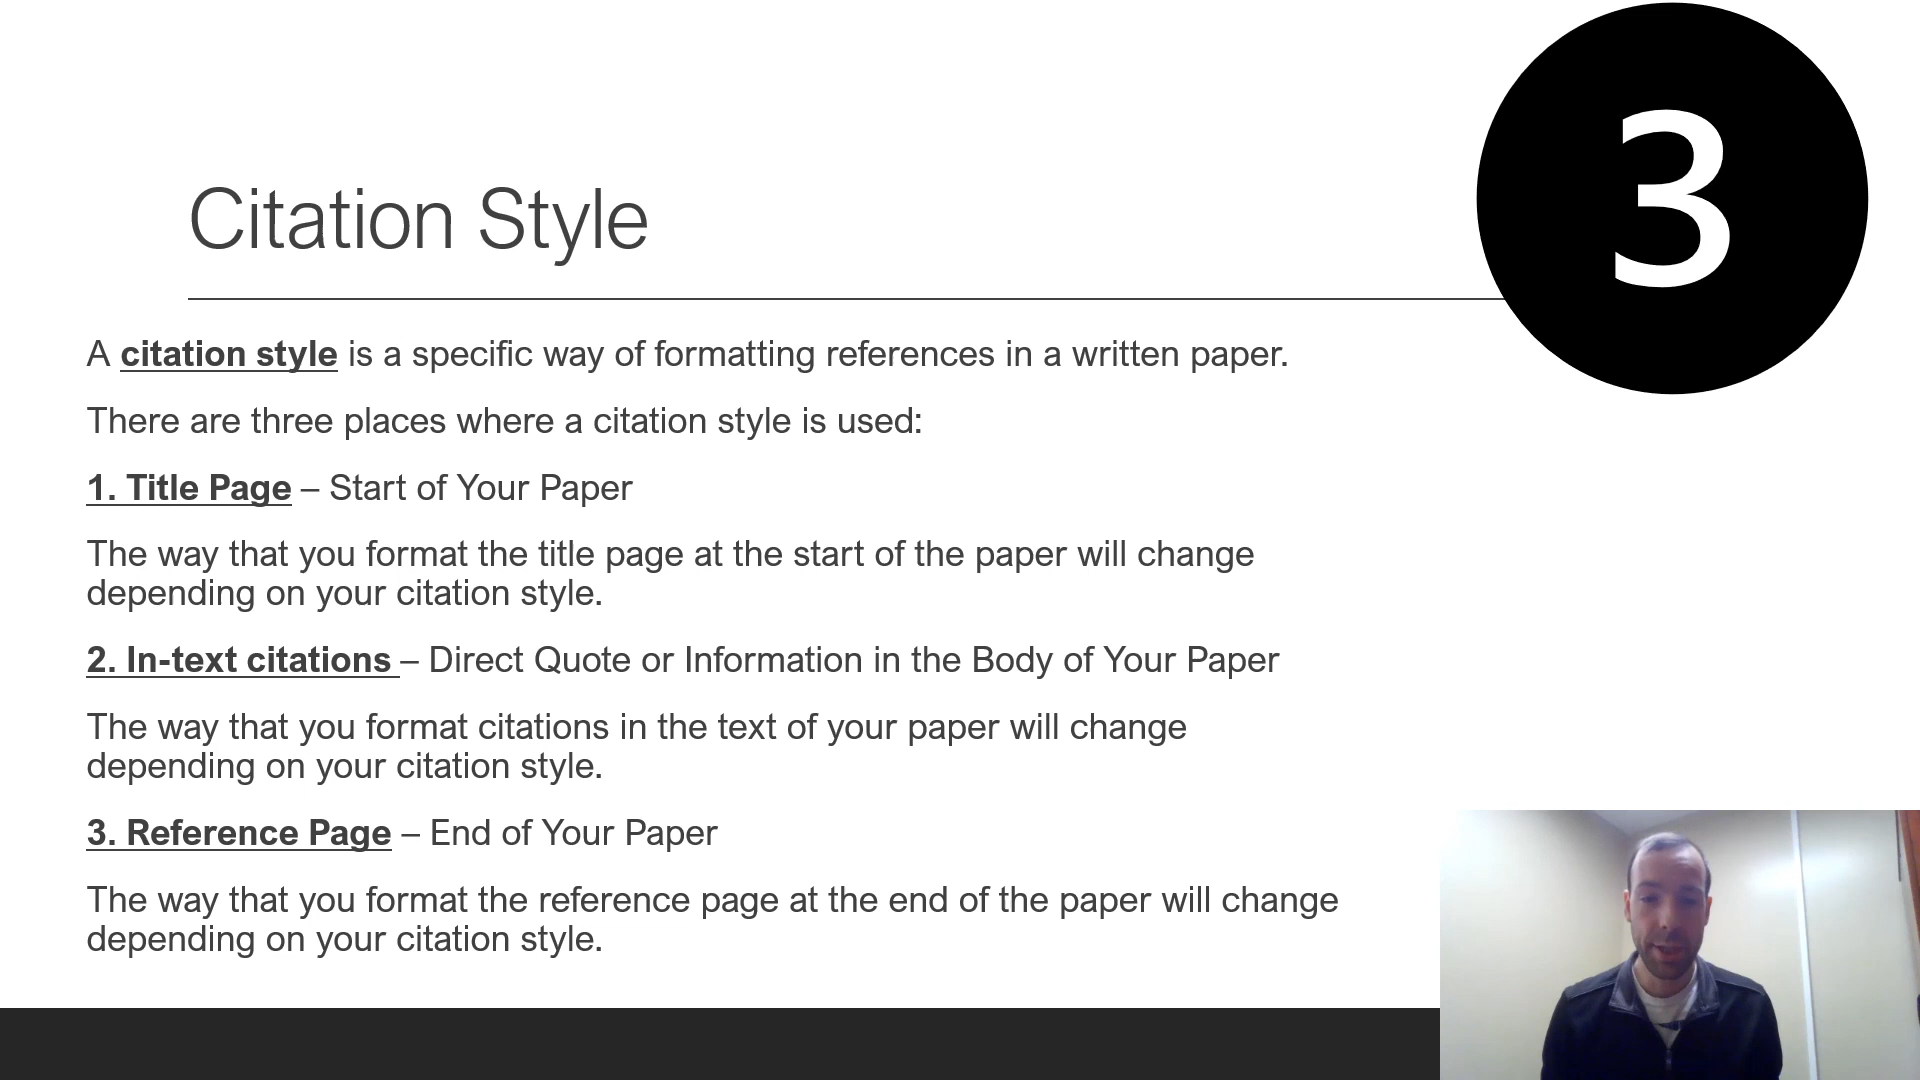 3
Citation Style
A citation style is a specific way of formatting references in a written paper.
There are three places where a citation style is used:
1. Title Page – Start of Your Paper
The way that you format the title page at the start of the paper will change
depending on your citation style.
2. In-text citations – Direct Quote or Information in the Body of Your Paper
The way that you format citations in the text of your paper will change
depending on your citation style.
3. Reference Page – End of Your Paper
The way that you format the reference page at the end of the paper will change
depending on your citation style.